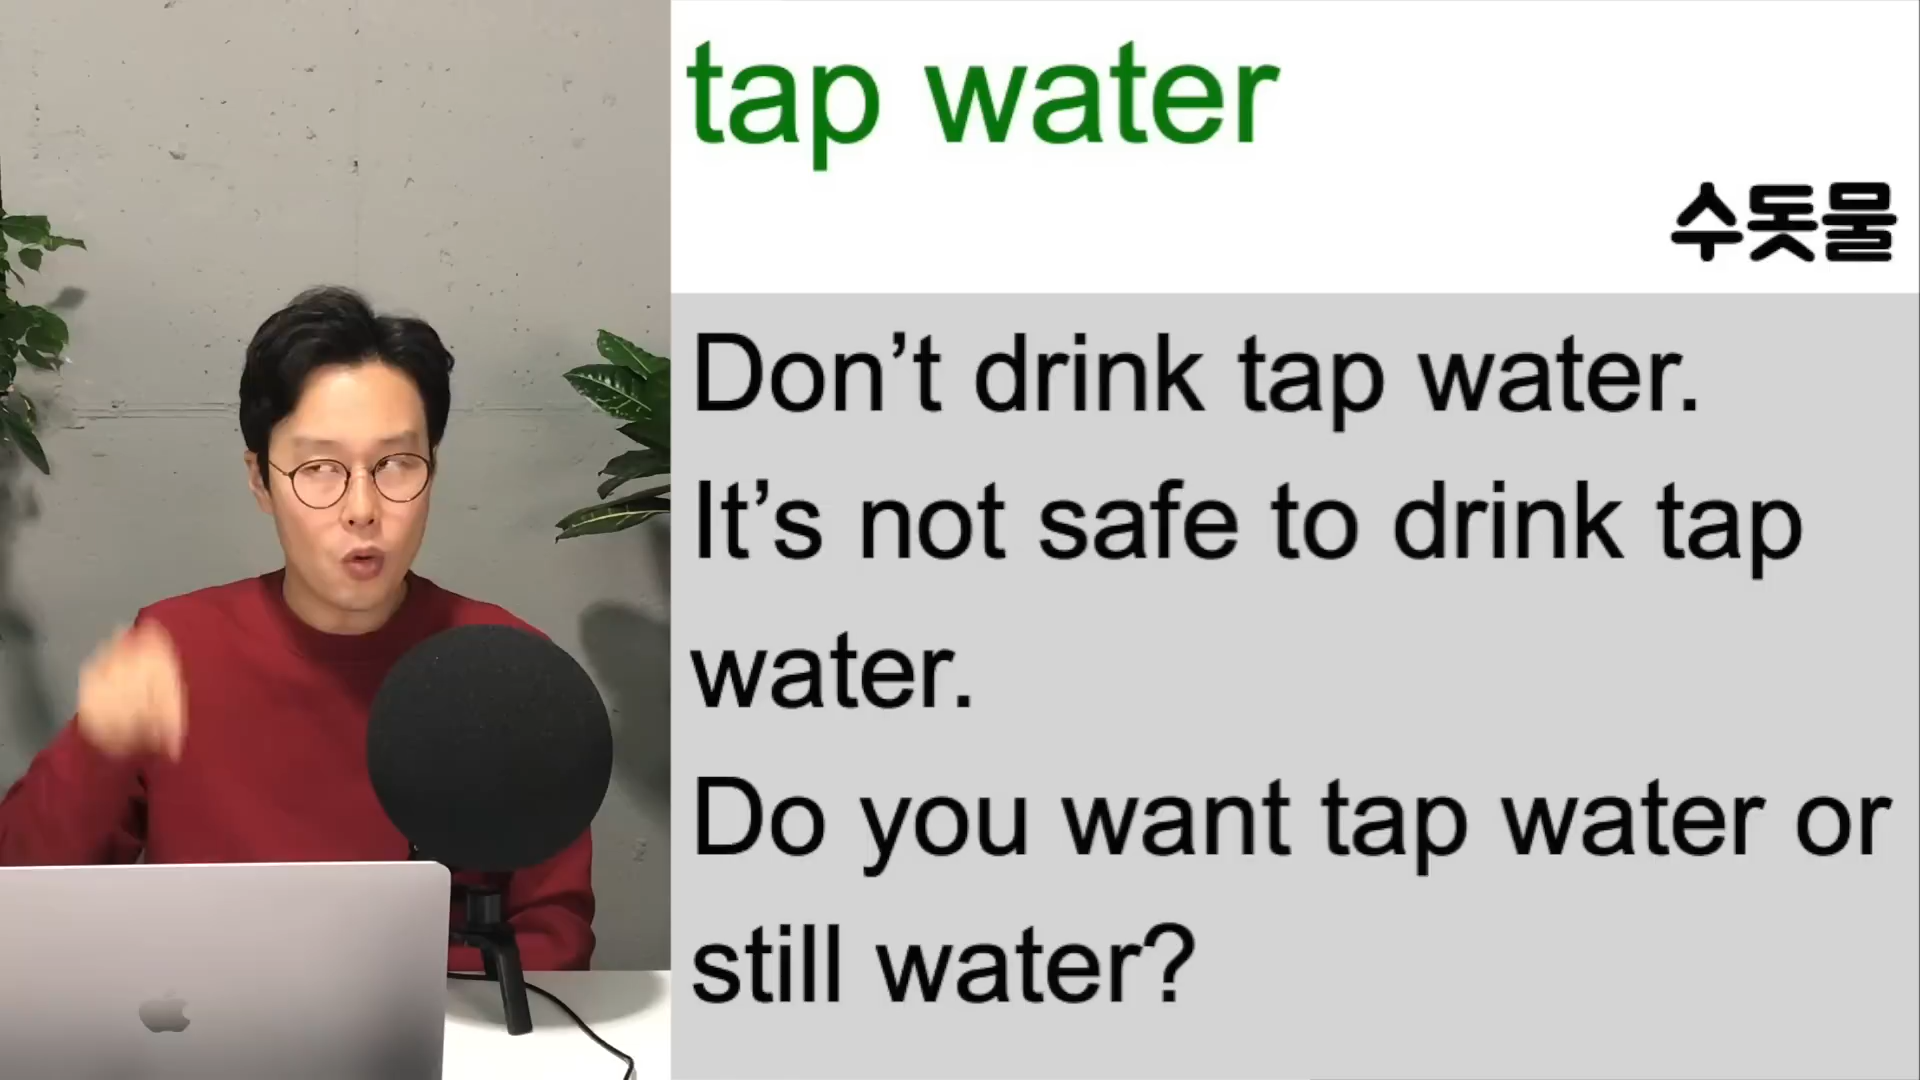 tap water
수돗물
Don’t drink tap water.
It’s not safe to drink tap
water.
Do you want tap water or
still water?